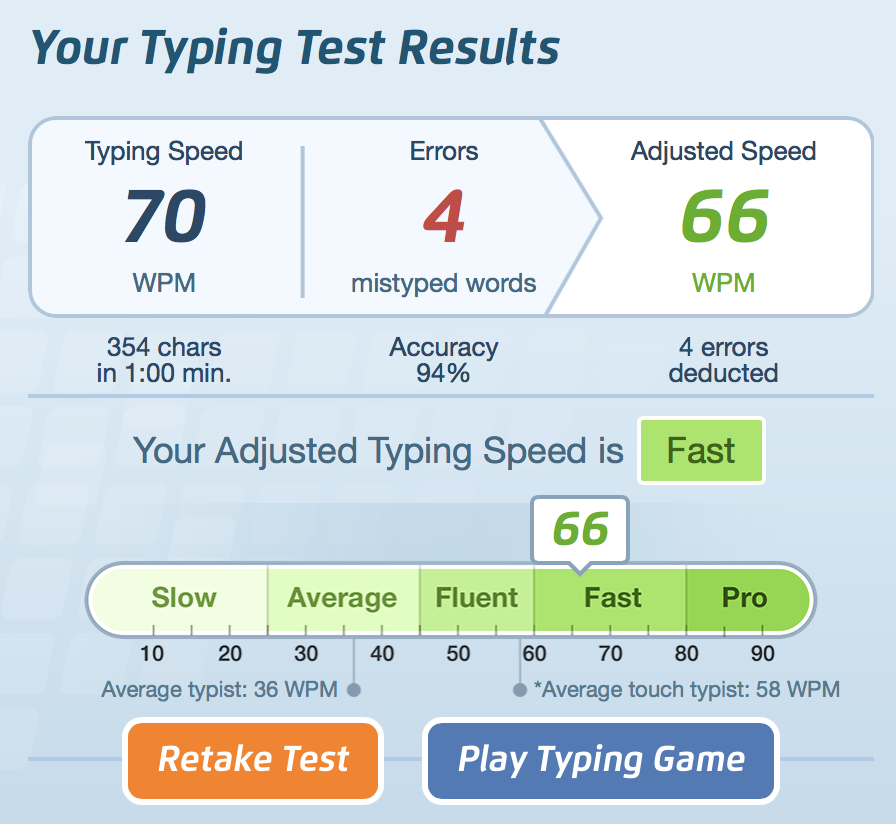 Your Typing Test Results
Typing Speed
Errors
Adjusted Speed
70
4
66
WPM
mistyped words
WPM
354 chars
in 1:00 min.
Accuracy
94%
4 errors
deducted
Your Adjusted Typing Speed is Fast
66
Slow Average Fluent Fast Pro
10 20 30 40 50 60 70 80 90
Average typist: 36 WPM
*Average touch typist: 58 WPM
Retake Test
Play Typing Game